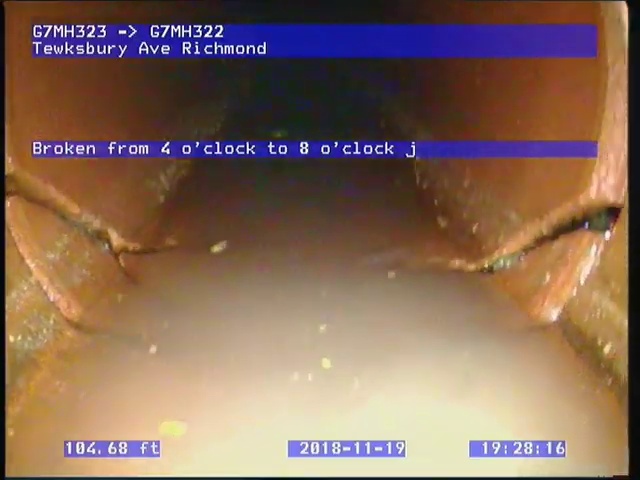 G7MH323 -> G7MH322
Tewksbury Ave Richmond
Broken from 4 o'clock to 8 o'clock j
104.68 ft 2018-11-19 19:28:16